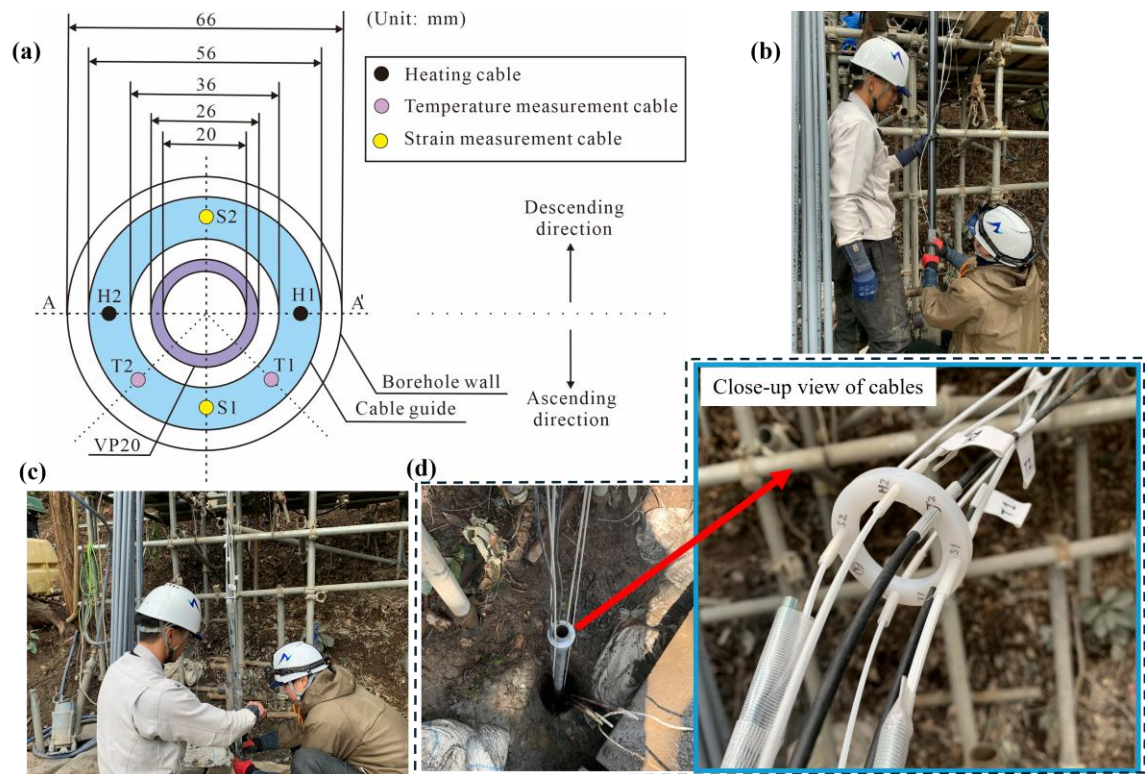 66
(Unit: mm)
(a)
56
36
26
20
Heating cable
Temperature measurement cable
Strain measurement cable
S2
Descending
direction
A
H2
H1
A'
T2
T1
Borehole wall
Ascending
direction
S1
Cable guide
VP20
(b)
(c)
(d)
Close-up view of cables
H2
T2
S2
S1
T1